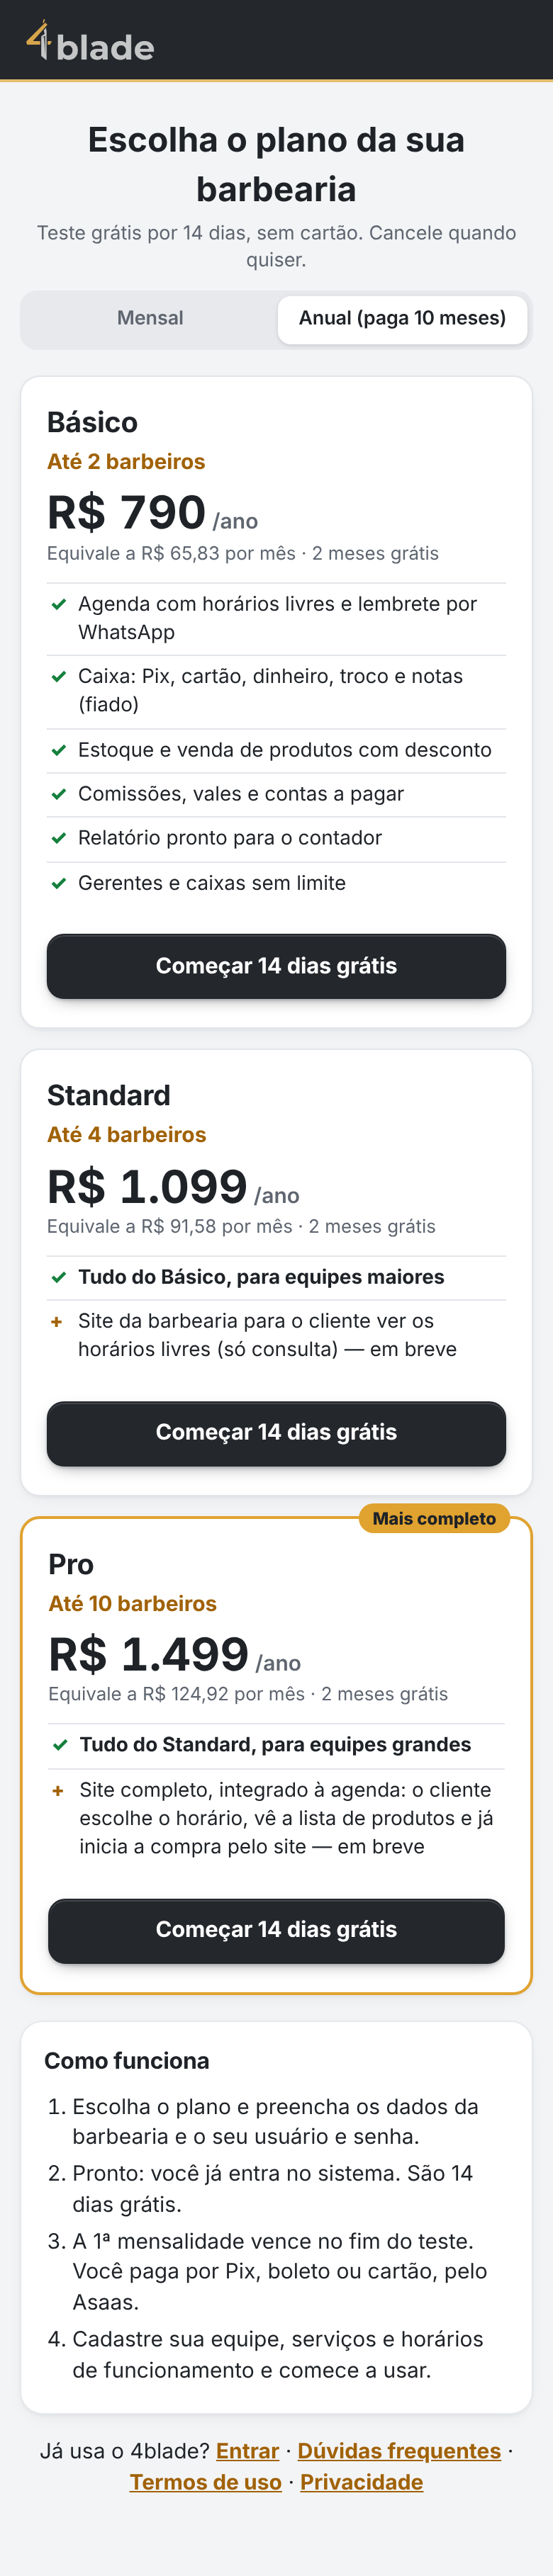 4blade
Escolha o plano da sua
barbearia
Teste grátis por 14 dias, sem cartão. Cancele quando
quiser.
Mensal
Anual (paga 10 meses)
Básico
Até 2 barbeiros
R$ 790 /ano
Equivale a R$ 65,83 por mês · 2 meses grátis
✓ Agenda com horários livres e lembrete por
WhatsApp
✓ Caixa: Pix, cartão, dinheiro, troco e notas
(fiado)
✓ Estoque e venda de produtos com desconto
✓ Comissões, vales e contas a pagar
✓ Relatório pronto para o contador
✓ Gerentes e caixas sem limite
Começar 14 dias grátis
Standard
Até 4 barbeiros
R$ 1.099 /ano
Equivale a R$ 91,58 por mês · 2 meses grátis
✓ Tudo do Básico, para equipes maiores
+ Site da barbearia para o cliente ver os
horários livres (só consulta) — em breve
Começar 14 dias grátis
Mais completo
Pro
Até 10 barbeiros
R$ 1.499 /ano
Equivale a R$ 124,92 por mês · 2 meses grátis
✓ Tudo do Standard, para equipes grandes
+ Site completo, integrado à agenda: o cliente
escolhe o horário, vê a lista de produtos e já
inicia a compra pelo site — em breve
Começar 14 dias grátis
Como funciona
1. Escolha o plano e preencha os dados da
barbearia e o seu usuário e senha.
2. Pronto: você já entra no sistema. São 14
dias grátis.
3. A 1ª mensalidade vence no fim do teste.
Você paga por Pix, boleto ou cartão, pelo
Asaas.
4. Cadastre sua equipe, serviços e horários
de funcionamento e comece a usar.
Já usa o 4blade? Entrar · Dúvidas frequentes ·
Termos de uso · Privacidade